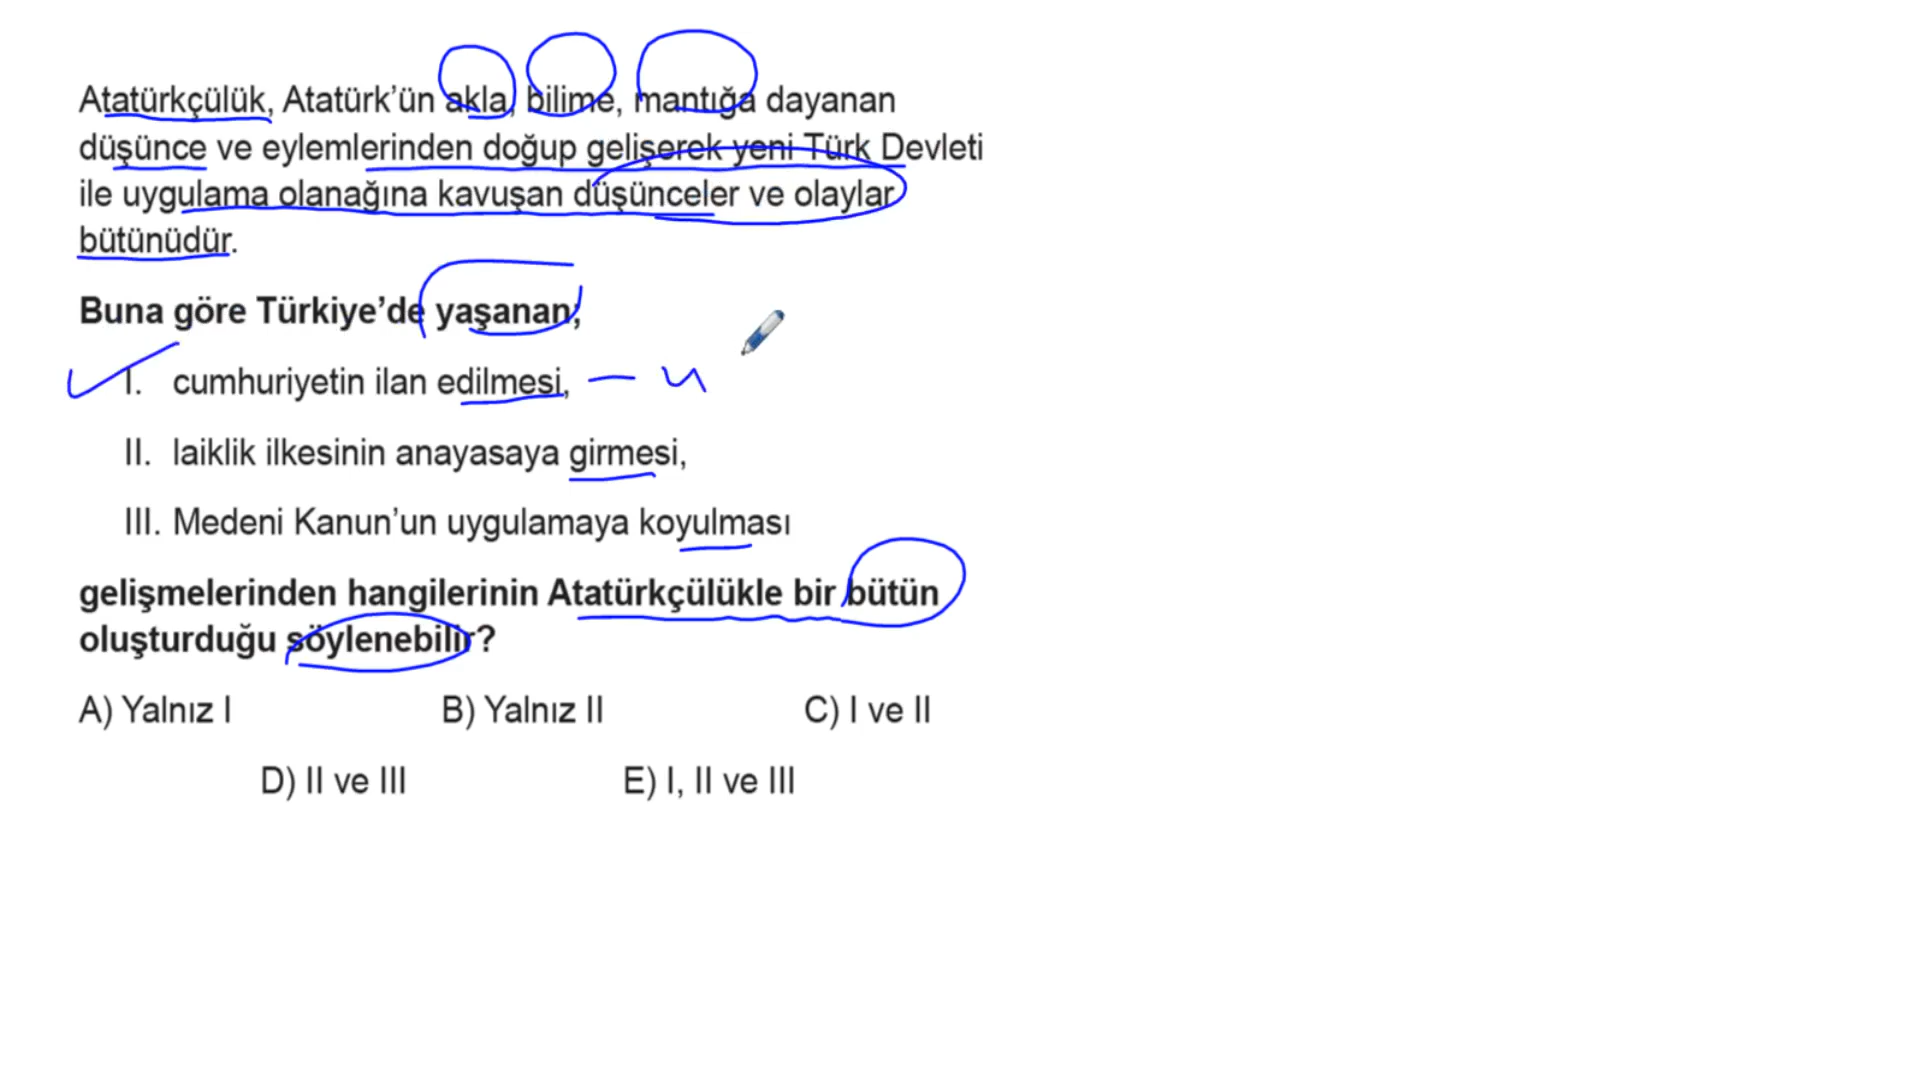 Atatürkçülük, Atatürk’ün akla, bilime, mantığa dayanan
düşünce ve eylemlerinden doğup gelişerek yeni Türk Devleti
ile uygulama olanağına kavuşan düşünceler ve olaylar
bütünüdür.
Buna göre Türkiye’de yaşanan;
I. cumhuriyetin ilan edilmesi,
II. laiklik ilkesinin anayasaya girmesi,
III. Medeni Kanun’un uygulamaya koyulması
gelişmelerinden hangilerinin Atatürkçülükle bir bütün
oluşturduğu söylenebilir?
A) Yalnız I B) Yalnız II C) I ve II
D) II ve III E) I, II ve III